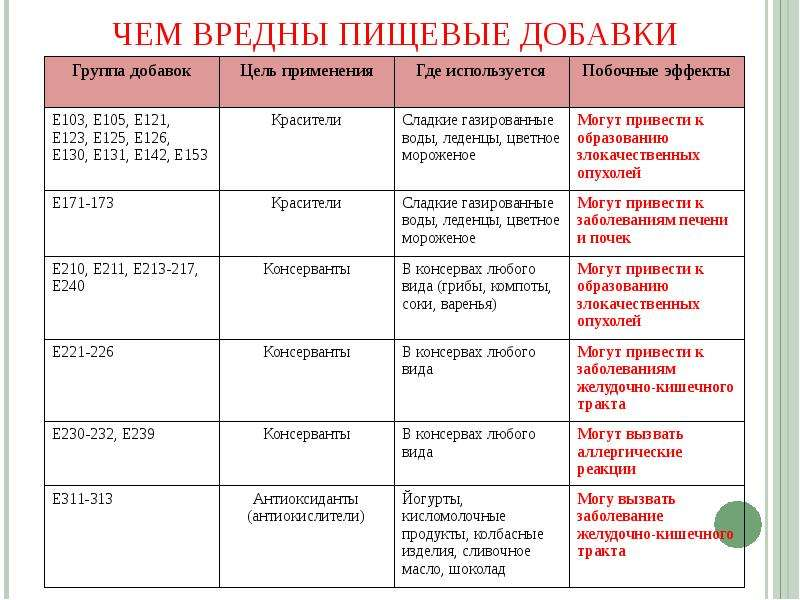 ЧЕМ ВРЕДНЫ ПИЩЕВЫЕ ДОБАВКИ
Группа добавок
Цель применения
Где используется
Побочные эффекты
Е103, Е105, Е121,
Е123, Е125, Е126,
Е130, Е131, Е142, Е153
Красители
Сладкие газированные
воды, леденцы, цветное
мороженое
Могут привести к
образованию
злокачественных
опухолей
Е171-173
Красители
Сладкие газированные
воды, леденцы, цветное
мороженое
Могут привести к
заболеваниям печени
и почек
Е210, Е211, Е213-217,
Е240
Консерванты
В консервах любого
вида (грибы, компоты,
соки, варенья)
Могут привести к
образованию
злокачественных
опухолей
Е221-226
Консерванты
В консервах любого
вида
Могут привести к
заболеваниям
желудочно-кишечного
тракта
Е230-232, Е239
Консерванты
В консервах любого
вида
Могут вызвать
аллергические
реакции
Е311-313
Антиоксиданты
(антиокислители)
Йогурты,
кисломолочные
продукты, колбасные
изделия, сливочное
масло, шоколад
Могу вызвать
заболевание
желудочно-кишечного
тракта